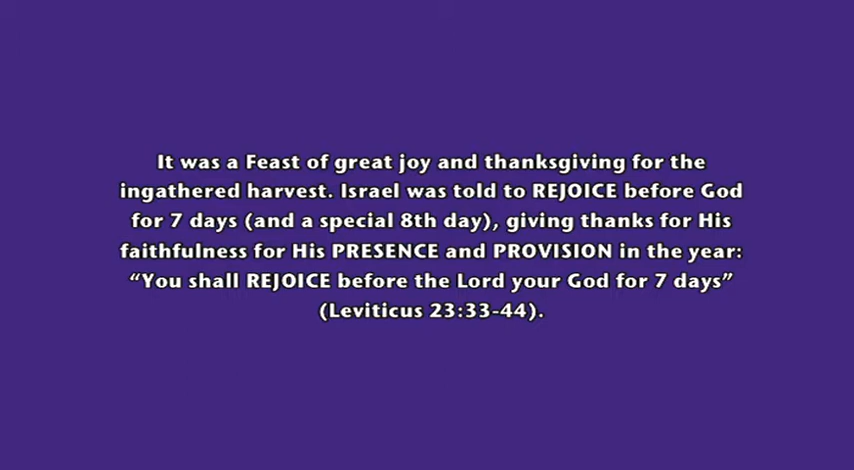 It was a Feast of great joy and thanksgiving for the
ingathered harvest. Israel was told to REJOICE before God
for 7 days (and a special 8th day), giving thanks for His
faithfulness for His PRESENCE and PROVISION in the year:
“You shall REJOICE before the Lord your God for 7 days”
(Leviticus 23:33-44).